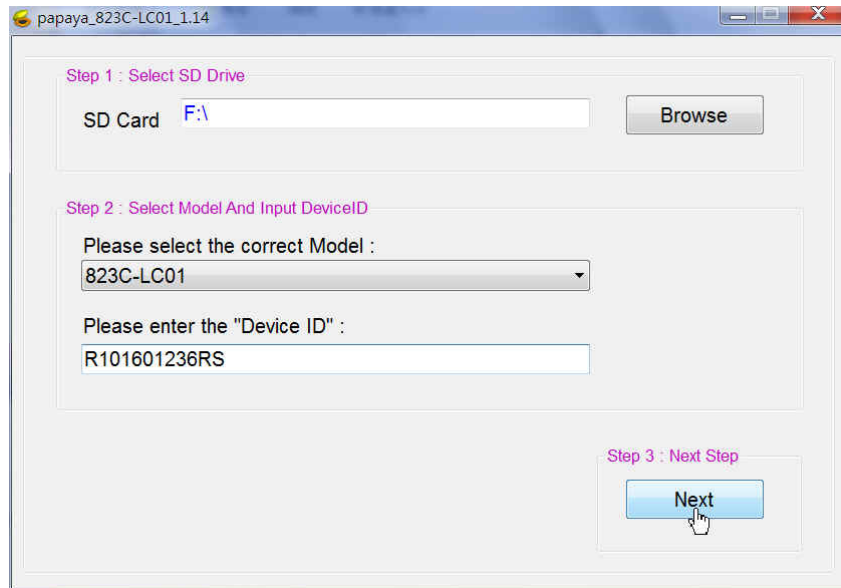 papaya_823C-LC01_1.14
Step 1 : Select SD Drive
SD Card F:\ Browse
Step 2 : Select Model And Input DeviceID
Please select the correct Model :
823C-LC01
Please enter the "Device ID" :
R101601236RS
Step 3 : Next Step
Next